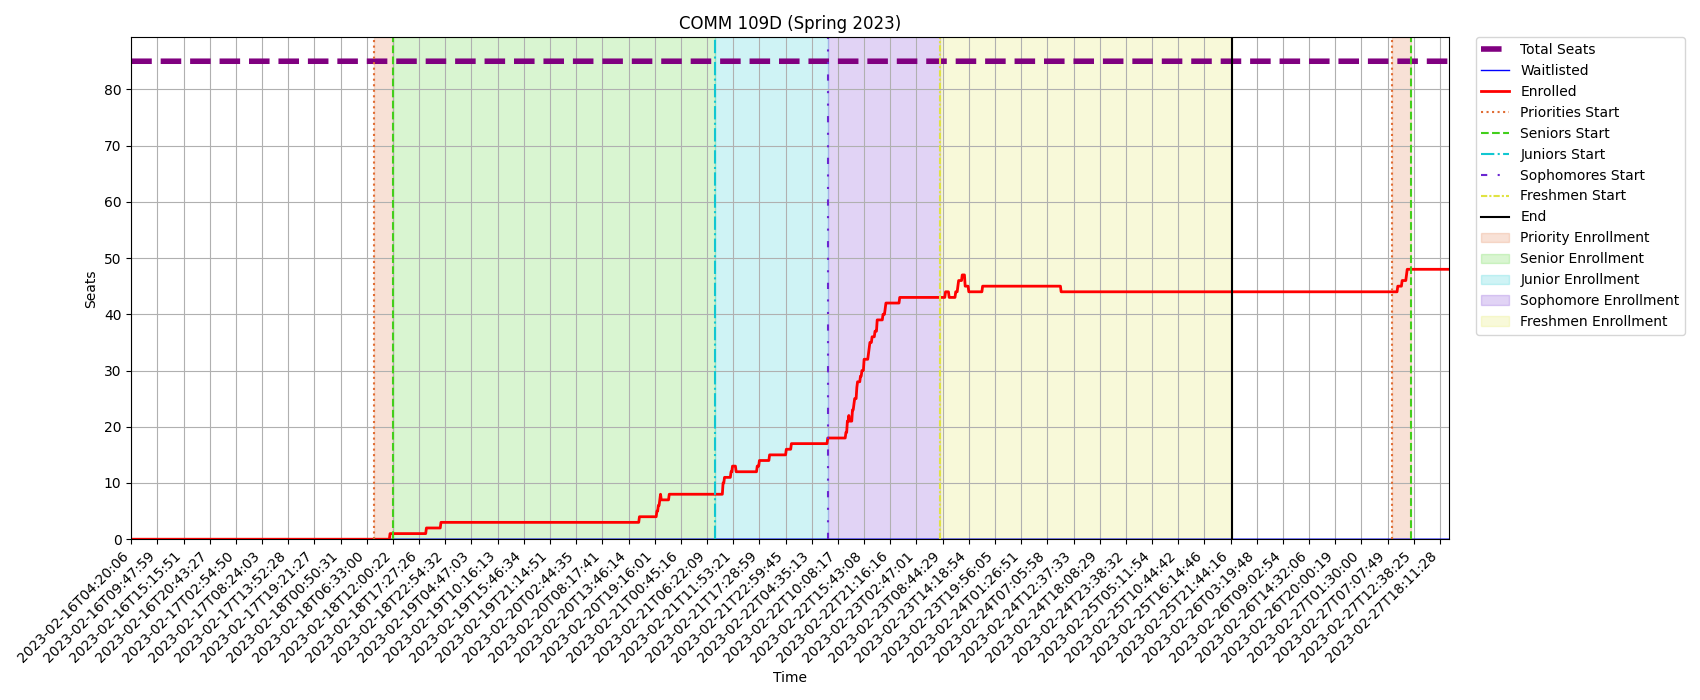 COMM 109D (Spring 2023)
Seats
80
70
60
50
40
30
20
10
0
2023-02-16T04:20:06
2023-02-16T09:47:59
2023-02-16T15:15:51
2023-02-16T20:43:27
2023-02-17T02:54:50
2023-02-17T08:24:03
2023-02-17T13:52:28
2023-02-17T19:21:27
2023-02-18T00:50:31
2023-02-18T06:33:00
2023-02-18T12:00:22
2023-02-18T17:27:26
2023-02-18T22:54:32
2023-02-19T04:47:03
2023-02-19T10:16:13
2023-02-19T15:46:34
2023-02-19T21:14:51
2023-02-20T02:44:35
2023-02-20T08:17:41
2023-02-20T13:46:14
2023-02-20T19:16:01
2023-02-21T00:45:16
2023-02-21T06:22:09
2023-02-21T11:53:21
2023-02-21T17:28:59
2023-02-21T22:59:45
2023-02-22T04:35:13
2023-02-22T10:08:17
2023-02-22T15:43:08
2023-02-22T21:16:16
2023-02-23T02:47:01
2023-02-23T08:44:29
2023-02-23T14:18:54
2023-02-23T19:56:05
2023-02-24T01:26:51
2023-02-24T07:05:58
2023-02-24T12:37:33
2023-02-24T18:08:29
2023-02-24T23:38:32
2023-02-25T05:11:54
2023-02-25T10:44:42
2023-02-25T16:14:46
2023-02-25T21:44:16
2023-02-26T03:19:48
2023-02-26T09:02:54
2023-02-26T14:32:06
2023-02-26T20:00:19
2023-02-27T01:30:00
2023-02-27T07:07:49
2023-02-27T12:38:25
2023-02-27T18:11:28
Time
Total Seats
Waitlisted
Enrolled
Priorities Start
Seniors Start
Juniors Start
Sophomores Start
Freshmen Start
End
Priority Enrollment
Senior Enrollment
Junior Enrollment
Sophomore Enrollment
Freshmen Enrollment